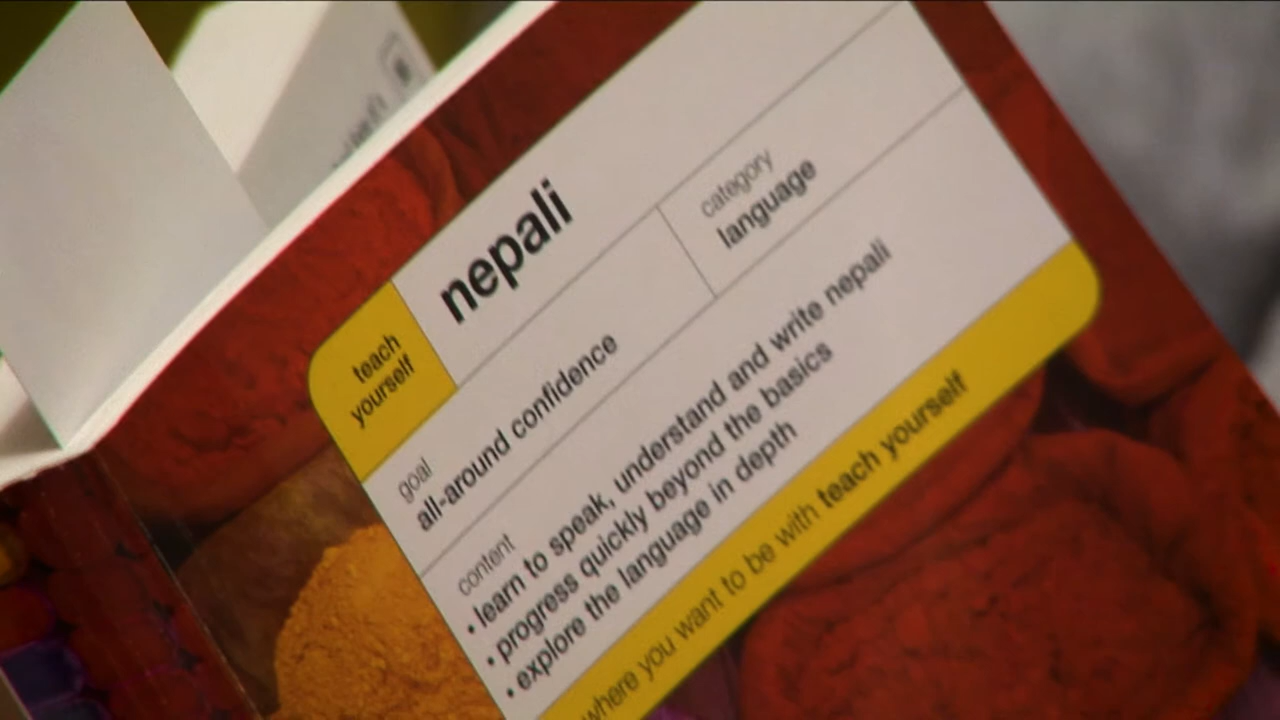 teach
yourself
nepali
goal
all-around confidence
category
language
content
• learn to speak, understand and write nepali
• progress quickly beyond the basics
• explore the language in depth
where you want to be with teach yourself